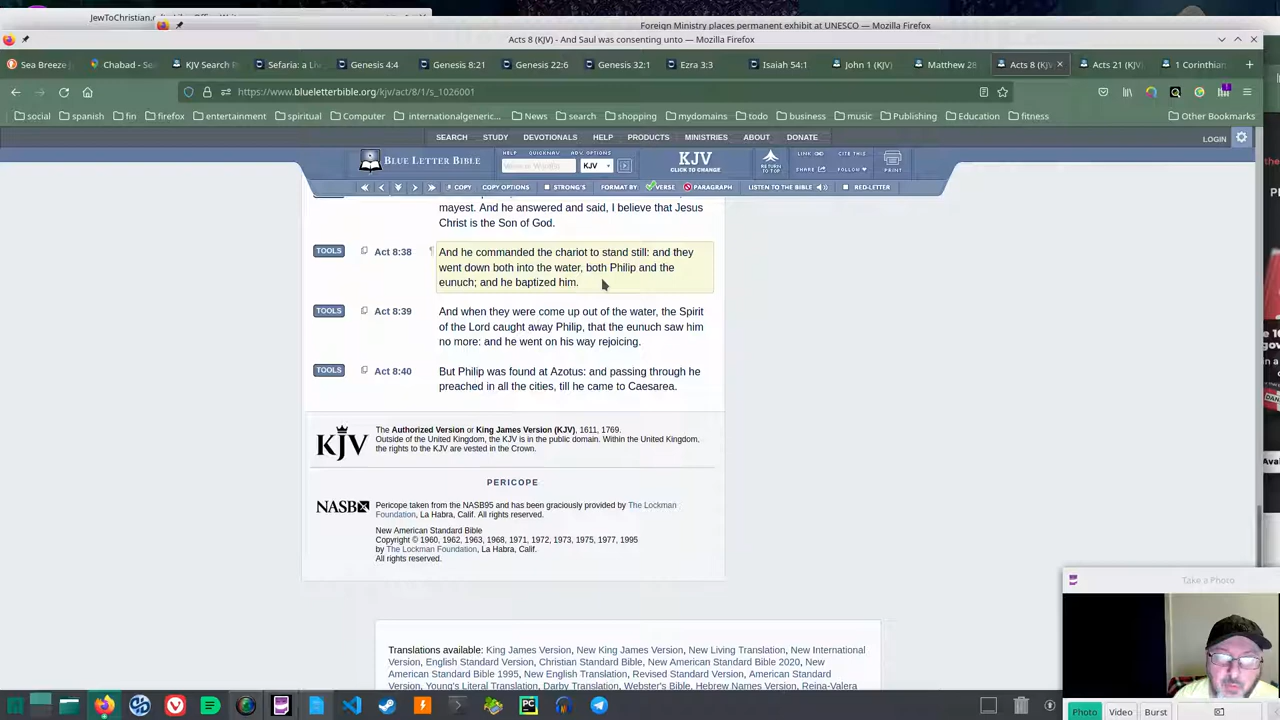 JewToChristian.
Foreign Ministry places permanent exhibit at UNESCO — Mozilla Firefox
Acts 8 (KJV) - And Saul was consenting unto — Mozilla Firefox
Sea Breeze
Chabad - Se
KJV Search R
Sefaria: a Liv
Genesis 4:4
Genesis 8:21
Genesis 22:6
Genesis 32:1
Ezra 3:3
Isaiah 54:1
John 1 (KJV)
Matthew 28
Acts 8 (KJV)
Acts 21 (KJV)
1 Corinthian
https://www.blueletterbible.org/kjv/act/8/1/s_1026001
social
spanish
fin
firefox
entertainment
spiritual
Computer
internationalgeneric...
News
search
shopping
mydomains
todo
business
music
Publishing
Education
fitness
Other Bookmarks
SEARCH STUDY DEVOTIONALS HELP PRODUCTS MINISTRIES ABOUT DONATE
LOGIN
BLUE LETTER BIBLE
HELP QUICKNAV ADV. OPTIONS
KJV
KJV
CLICK TO CHANGE
RETURN TO TOP
LINK CITE THIS
SHARE FOLLOW
PRINT
COPY COPY OPTIONS STRONG'S FORMAT BY VERSE PARAGRAPH LISTEN TO THE BIBLE RED-LETTER
mayest. And he answered and said, I believe that Jesus
Christ is the Son of God.
TOOLS Act 8:38 ¶ And he commanded the chariot to stand still: and they
went down both into the water, both Philip and the
eunuch; and he baptized him.
TOOLS Act 8:39 And when they were come up out of the water, the Spirit
of the Lord caught away Philip, that the eunuch saw him
no more: and he went on his way rejoicing.
TOOLS Act 8:40 But Philip was found at Azotus: and passing through he
preached in all the cities, till he came to Caesarea.
KJV
The Authorized Version or King James Version (KJV), 1611, 1769.
Outside of the United Kingdom, the KJV is in the public domain. Within the United Kingdom,
the rights to the KJV are vested in the Crown.
PERICOPE
NASB
Pericope taken from the NASB95 and has been graciously provided by The Lockman
Foundation, La Habra, Calif. All rights reserved.
New American Standard Bible
Copyright © 1960, 1962, 1963, 1968, 1971, 1972, 1973, 1975, 1977, 1995
by The Lockman Foundation, La Habra, Calif.
All rights reserved.
Translations available: King James Version, New King James Version, New Living Translation, New International
Version, English Standard Version, Christian Standard Bible, New American Standard Bible 2020, New
American Standard Bible 1995, New English Translation, Revised Standard Version, American Standard
Version, Young's Literal Translation, Darby Translation, Webster's Bible, Hebrew Names Version, Reina-Valera
Take a Photo
Photo Video Burst